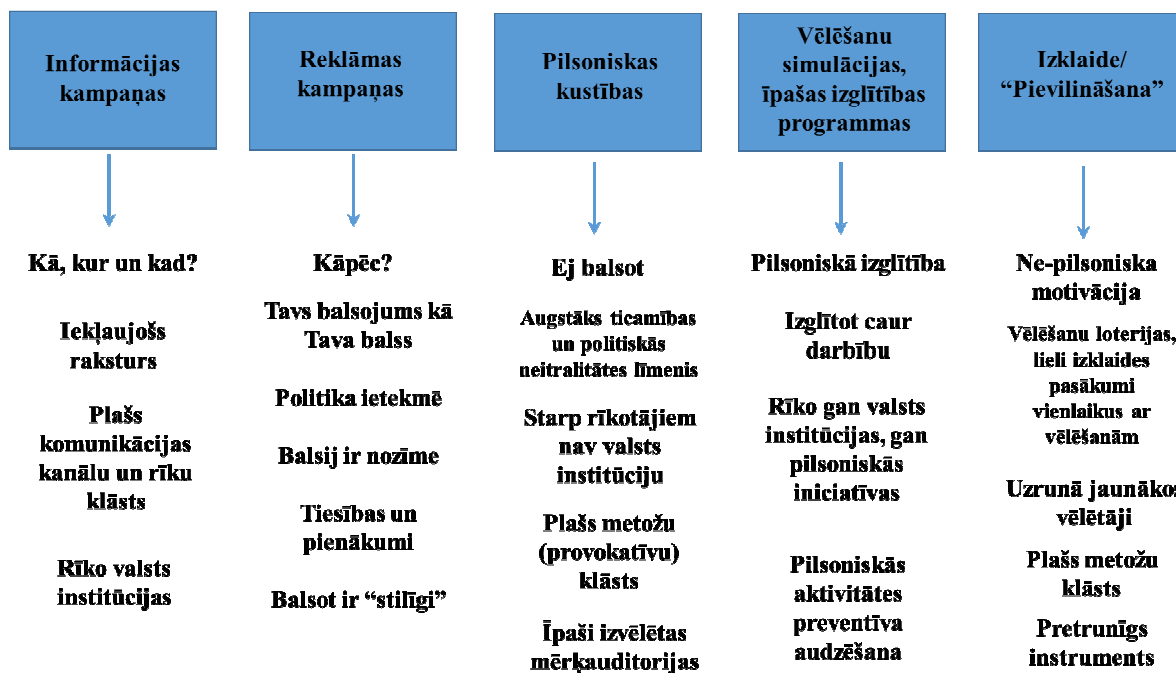 Informācijas
kampaņas
Kā, kur un kad?
Iekļaujošs
raksturs
Plašs
komunikācijas
kanālu un rīku
klāsts
Rīko valsts
institūcijas
Reklāmas
kampaņas
Kāpēc?
Tavs balsojums kā
Tava balss
Politika ietekmē
Balsij ir nozīme
Tiesības un
pienākumi
Balsot ir “stilīgi”
Pilsoniskas
kustības
Ej balsot
Augstāks ticamības
un politiskās
neitralitātes līmenis
Starp rīkotājiem
nav valsts
institūciju
Plašs metožu
(provokatīvu)
klāsts
Īpaši izvēlētas
mērķauditorijas
Vēlēšanu
simulācijas,
īpašas izglītības
programmas
Pilsoniskā izglītība
Izglītot caur
darbību
Rīko gan valsts
institūcijas, gan
pilsoniskās
iniciatīvas
Pilsoniskās
aktivitātes
preventīva
audzēšana
Izklaide/
“Pievilināšana”
Ne-pilsoniska
motivācija
Vēlēšanu loterijas,
lieli izklaides
pasākumi
vienlaikus ar
vēlēšanām
Uzrunā jaunākos
vēlētāji
Plašs metožu
klāsts
Pretrunīgs
instruments